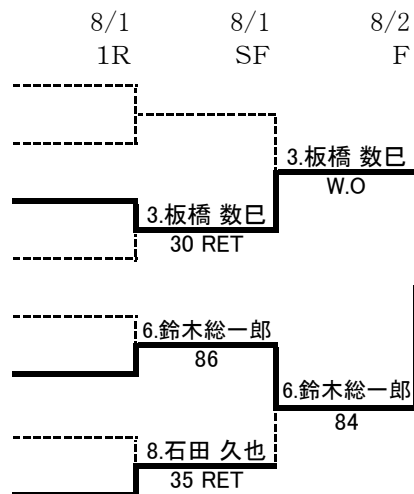 8/1 8/1 8/2
1R SF F
3.板橋 数巳
W.O
3.板橋 数巳
30 RET
6.鈴木総一郎
86
6.鈴木総一郎
84
8.石田 久也
35 RET